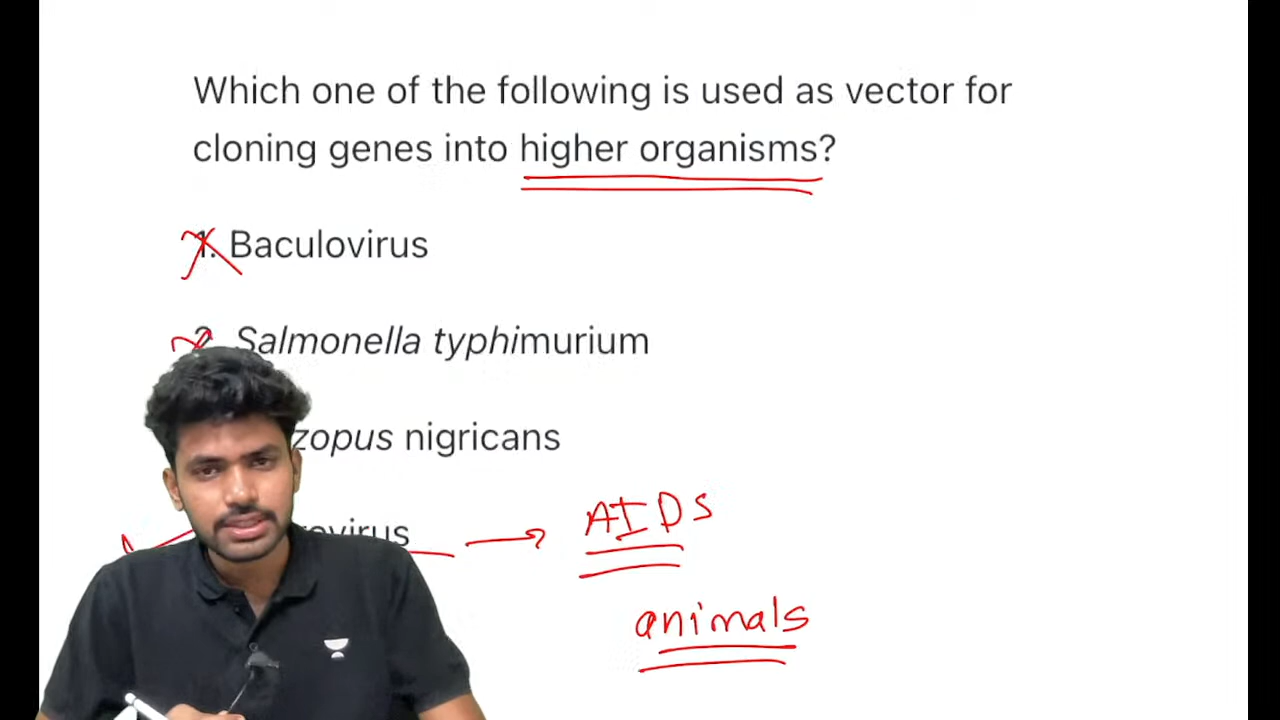 Which one of the following is used as vector for
cloning genes into higher organisms?
1. Baculovirus
2. Salmonella typhimurium
nigricans
AIDS
animals